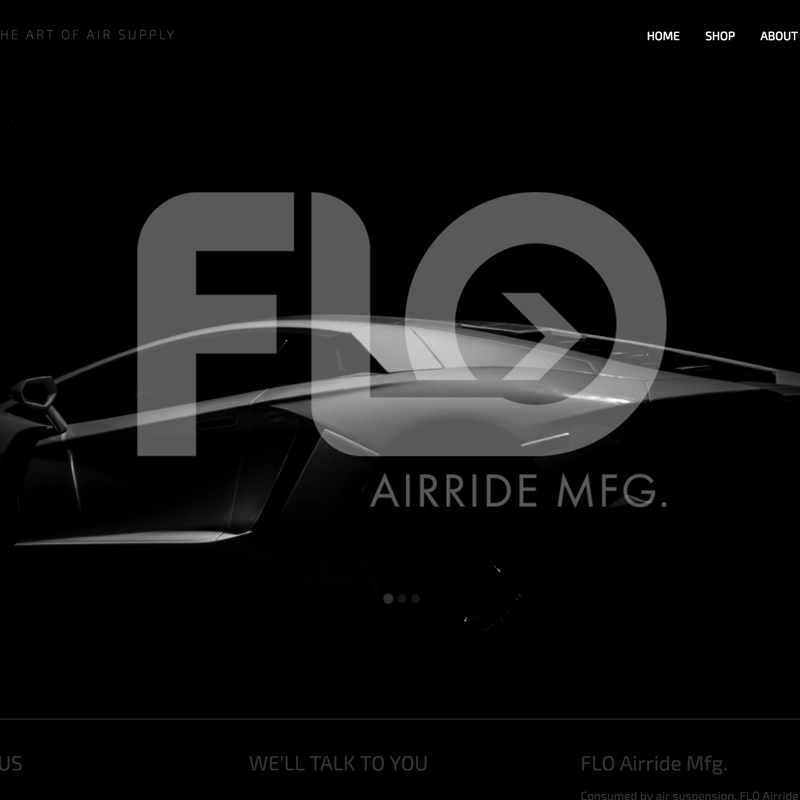 HE ART OF AIR SUPPLY
HOME SHOP ABOUT
FLO
AIRRIDE MFG.
US
WE'LL TALK TO YOU
FLO Airride Mfg.
Consumed by air suspension, FLO Airride